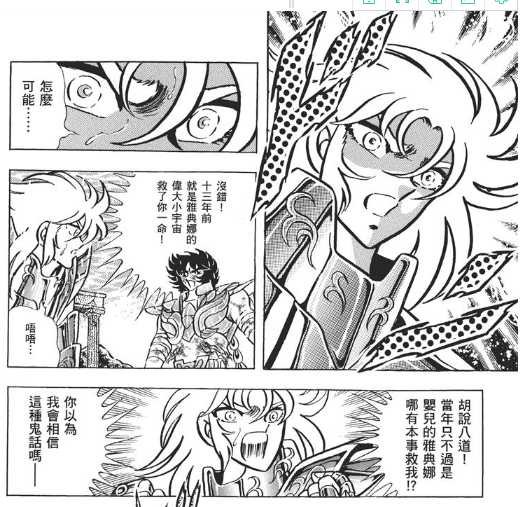 怎麼
可能……
沒錯！
十三年前
就是雅典娜的
偉大小宇宙
救了你一命！
唔唔…
胡說八道！
當年只不過是
嬰兒的雅典娜
哪有本事救我!?
你以為
我會相信
這種鬼話嗎——